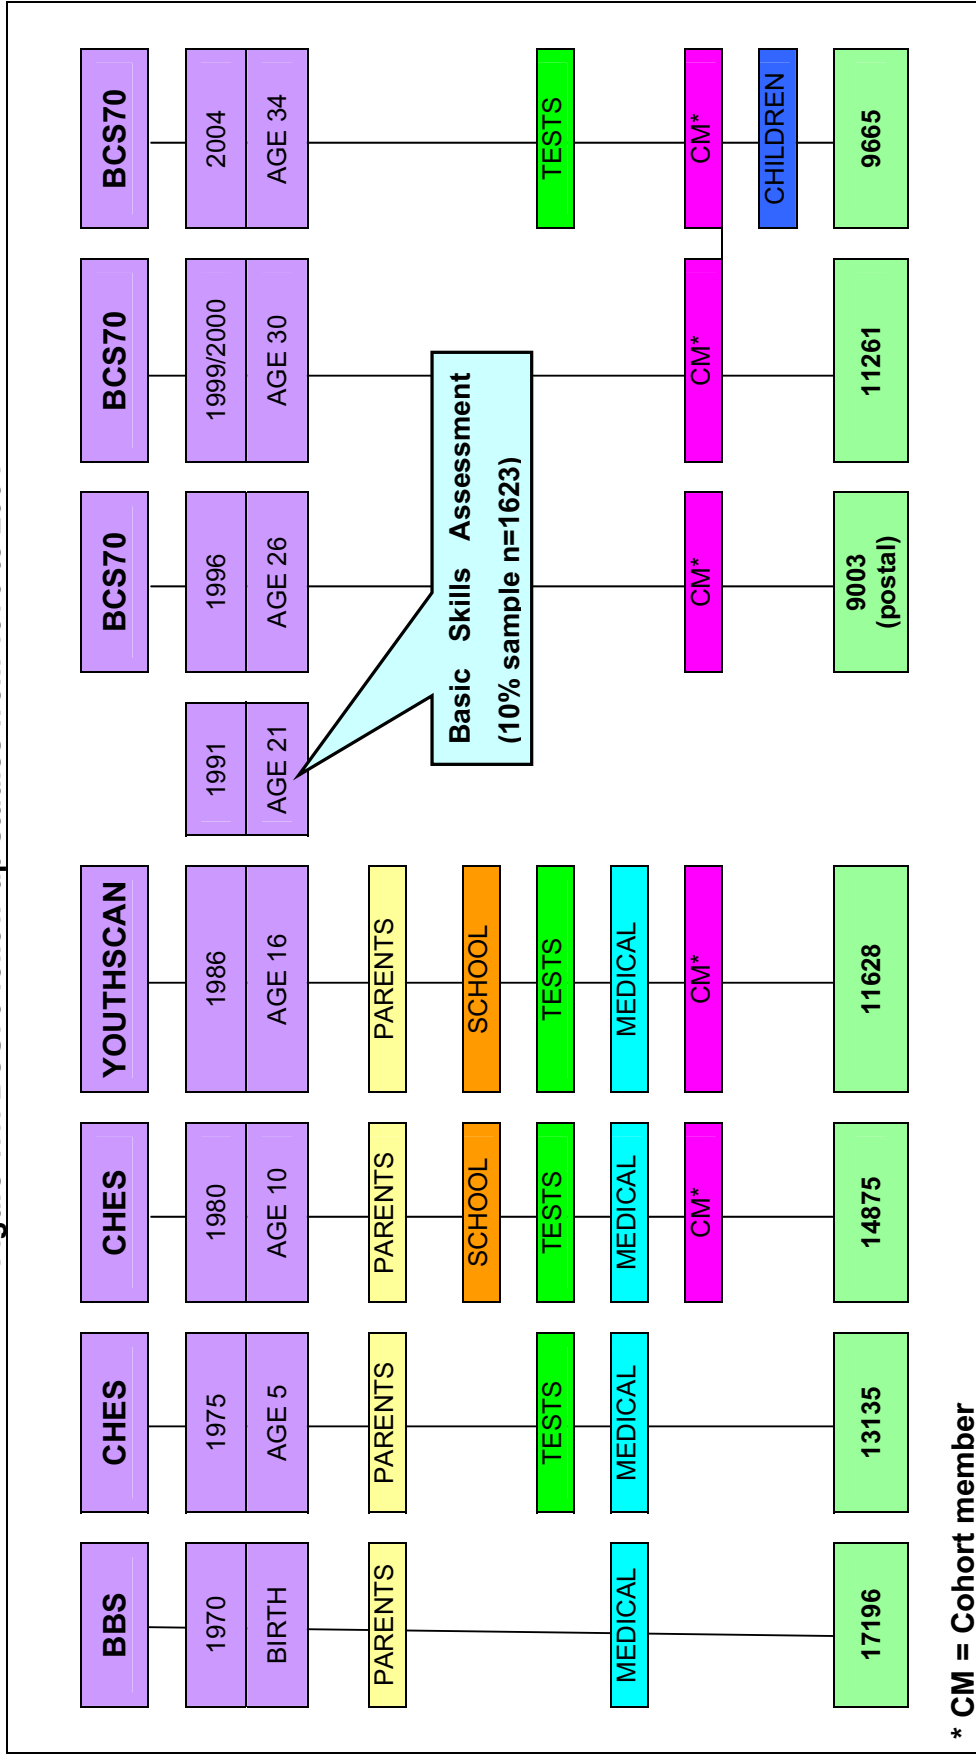 BBS
CHES
CHES
YOUTHSCAN
BCS70
BCS70
BCS70
1970
1975
1980
1986
1991
1996
1999/2000
2004
BIRTH
AGE 5
AGE 10
AGE 16
AGE 21
AGE 26
AGE 30
AGE 34
PARENTS
PARENTS
PARENTS
PARENTS
Basic Skills Assessment
(10% sample n=1623)
SCHOOL
SCHOOL
TESTS
TESTS
TESTS
TESTS
MEDICAL
MEDICAL
MEDICAL
MEDICAL
CM*
CM*
CM*
CM*
CM*
CHILDREN
17196
13135
14875
11628
9003
(postal)
11261
9665
* CM = Cohort member